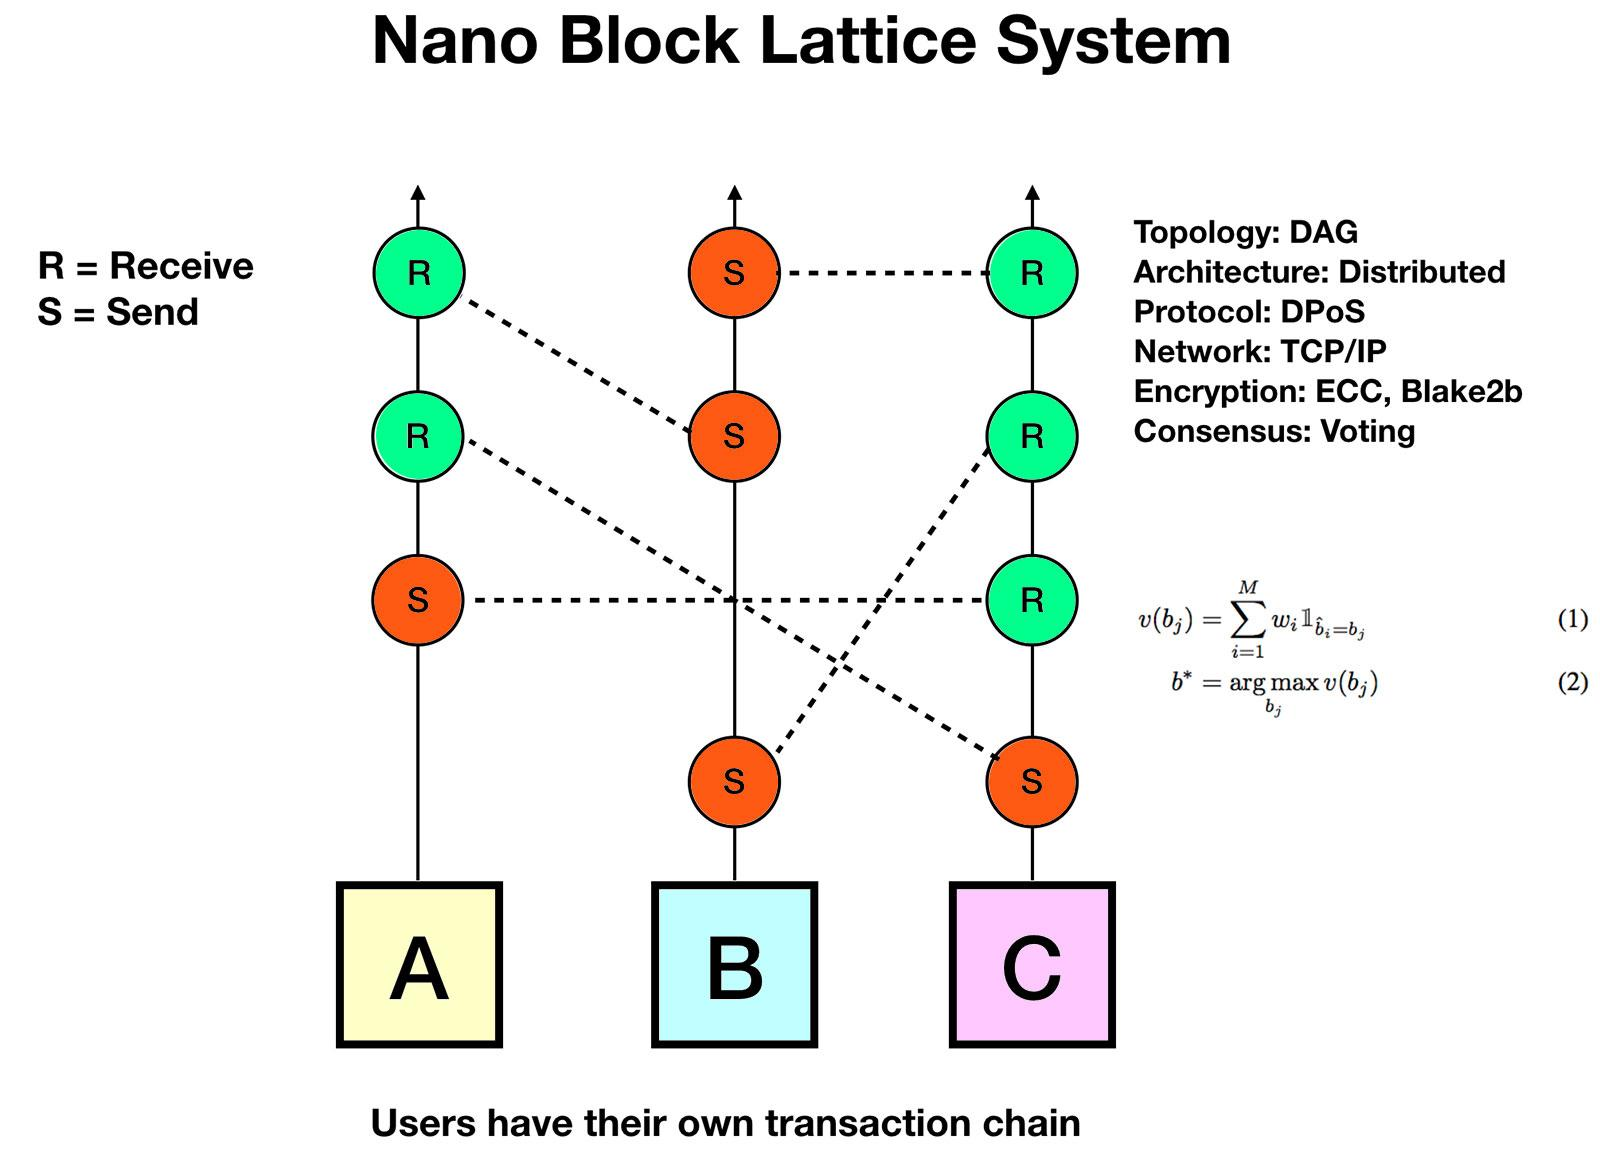 Nano Block Lattice System
R = Receive
S = Send
R S R
R S R
S R
S S
Topology: DAG
Architecture: Distributed
Protocol: DPoS
Network: TCP/IP
Encryption: ECC, Blake2b
Consensus: Voting
v(b_j) = \sum_{i=1}^{M} w_i 𝟙_{\hat{b}_i=b_j} (1)
b^* = \arg\max_{b_j} v(b_j) (2)
A B C
Users have their own transaction chain